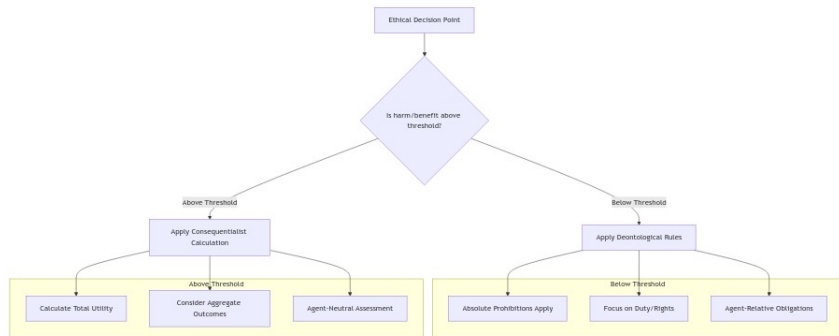 Ethical Decision Point
Is harm/benefit above
threshold?
Above Threshold
Below Threshold
Apply Consequentialist
Calculation
Apply Deontological Rules
Above Threshold
Below Threshold
Calculate Total Utility
Consider Aggregate
Outcomes
Agent-Neutral Assessment
Absolute Prohibitions Apply
Focus on Duty/Rights
Agent-Relative Obligations